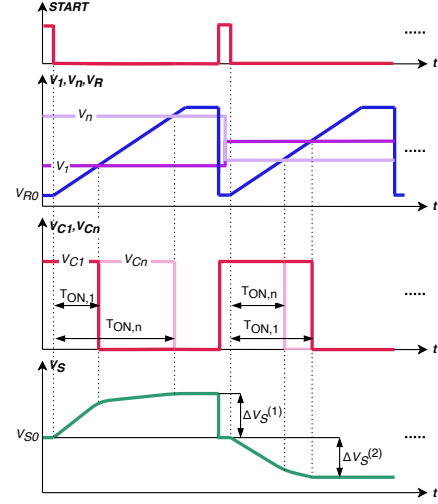 START
.....
t
V1,Vn,VR
Vn
V1
.....
VR0
t
VC1,VCn
VC1 VCn
TON,1 TON,n
TON,n TON,1
.....
t
VS
ΔVS(1)
VS0
.....
ΔVS(2)
t